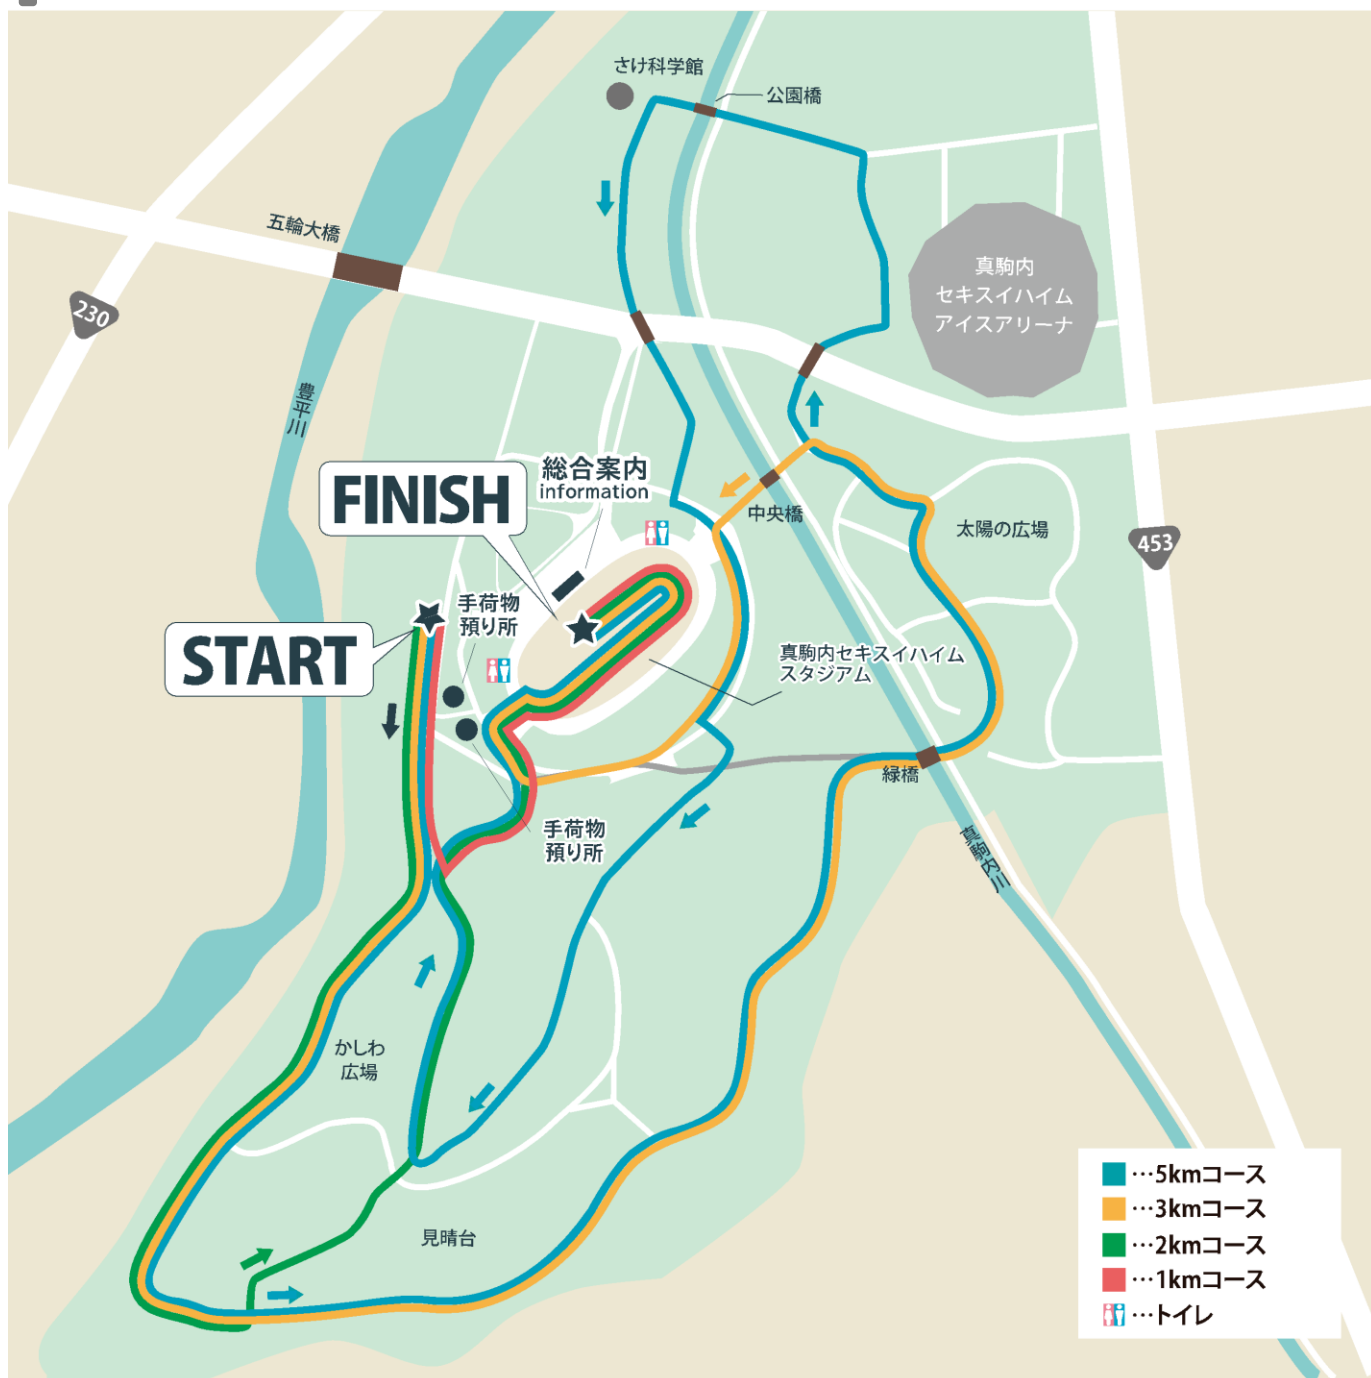 さけ科学館
公園橋
五輪大橋
真駒内
セキスイハイム
アイスアリーナ
230
豊平川
総合案内
information
FINISH
中央橋
太陽の広場
453
手荷物
預り所
START
真駒内セキスイハイム
スタジアム
緑橋
手荷物
預り所
真駒内川
かしわ
広場
見晴台
…5kmコース
…3kmコース
…2kmコース
…1kmコース
…トイレ